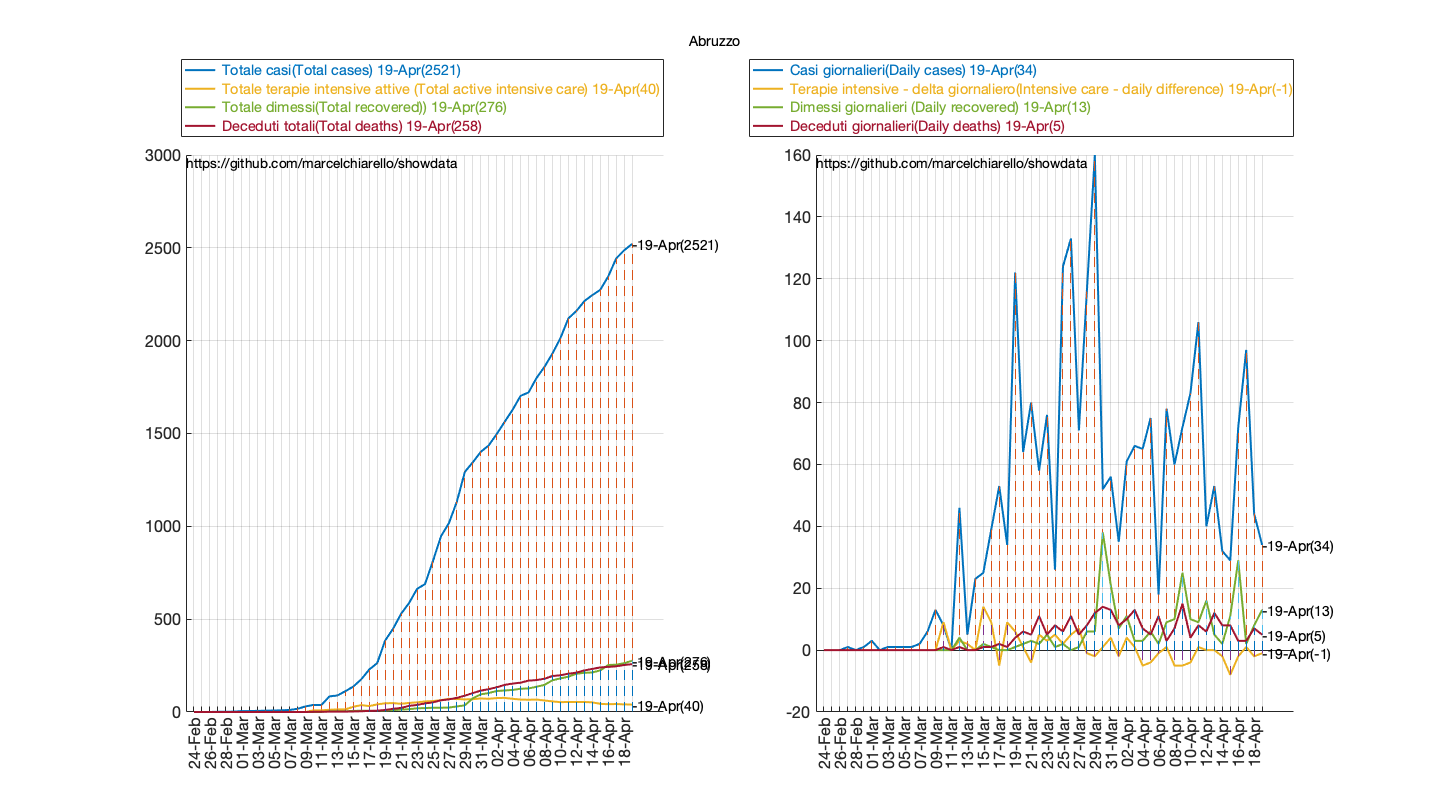 Abruzzo
Totale casi(Total cases) 19-Apr(2521)
Totale terapie intensive attive (Total active intensive care) 19-Apr(40)
Totale dimessi(Total recovered)) 19-Apr(276)
Deceduti totali(Total deaths) 19-Apr(258)
3000
https://github.com/marcelchiarello/showdata
2500
19-Apr(2521)
2000
1500
1000
500
19-Apr(276)
19-Apr(258)
19-Apr(40)
0
24-Feb
26-Feb
28-Feb
01-Mar
03-Mar
05-Mar
07-Mar
09-Mar
11-Mar
13-Mar
15-Mar
17-Mar
19-Mar
21-Mar
23-Mar
25-Mar
27-Mar
29-Mar
31-Mar
02-Apr
04-Apr
06-Apr
08-Apr
10-Apr
12-Apr
14-Apr
16-Apr
18-Apr
Casi giornalieri(Daily cases) 19-Apr(34)
Terapie intensive - delta giornaliero(Intensive care - daily difference) 19-Apr(-1)
Dimessi giornalieri (Daily recovered) 19-Apr(13)
Deceduti giornalieri(Daily deaths) 19-Apr(5)
160
https://github.com/marcelchiarello/showdata
140
120
100
80
60
40
19-Apr(34)
20
19-Apr(13)
19-Apr(5)
0
19-Apr(-1)
-20
24-Feb
26-Feb
28-Feb
01-Mar
03-Mar
05-Mar
07-Mar
09-Mar
11-Mar
13-Mar
15-Mar
17-Mar
19-Mar
21-Mar
23-Mar
25-Mar
27-Mar
29-Mar
31-Mar
02-Apr
04-Apr
06-Apr
08-Apr
10-Apr
12-Apr
14-Apr
16-Apr
18-Apr